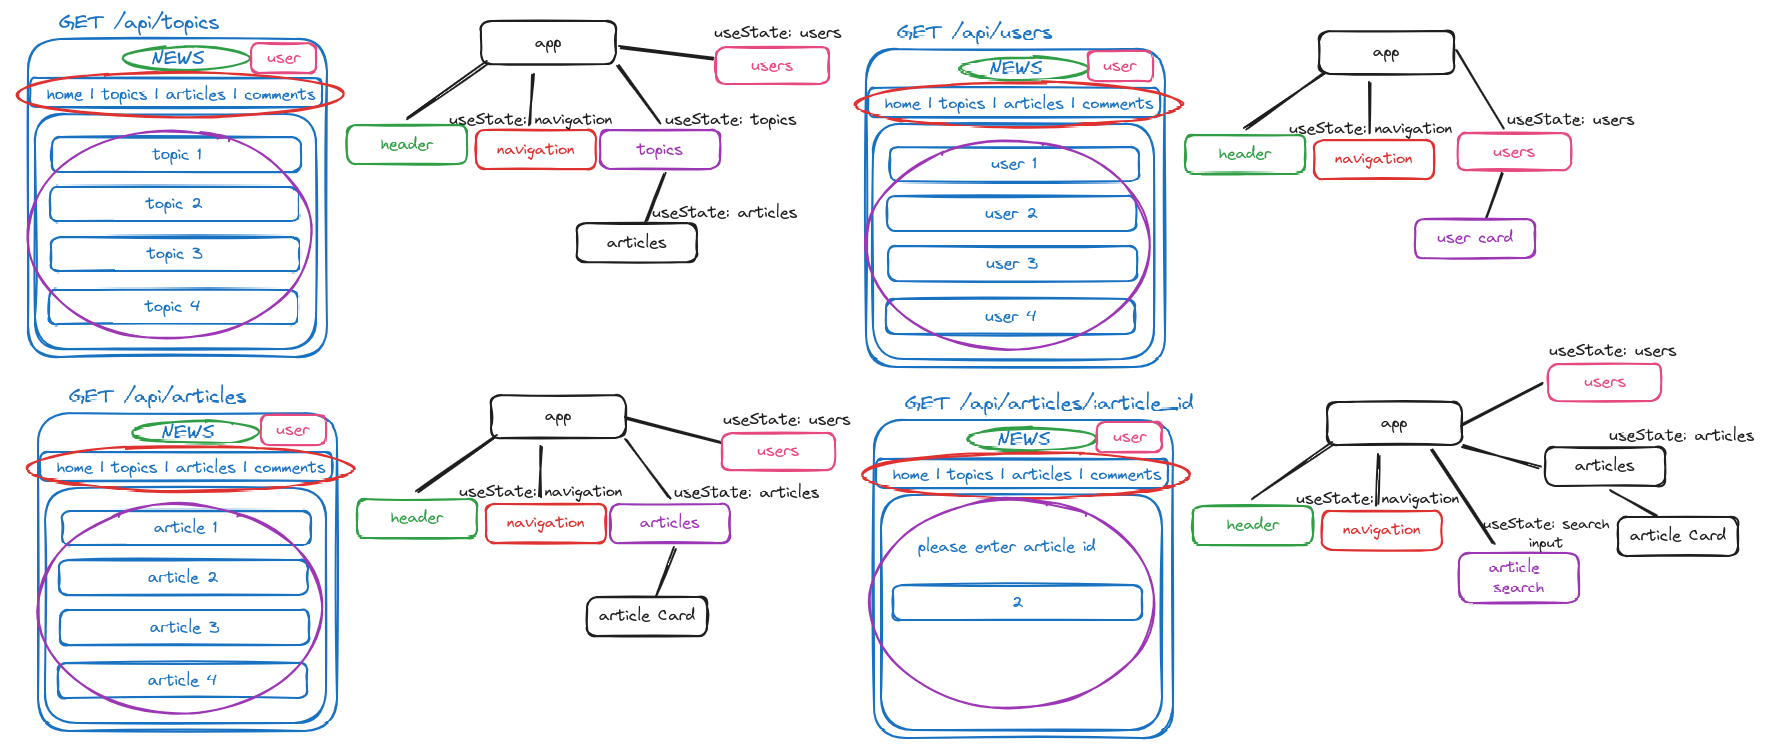 GET /api/topics
NEWS
user
home | topics | articles | comments
topic 1
topic 2
topic 3
topic 4
app
useState: users
users
useState: navigation
useState: topics
header
navigation
topics
useState: articles
articles
GET /api/users
NEWS
user
home | topics | articles | comments
user 1
user 2
user 3
user 4
app
useState: navigation
useState: users
header
navigation
users
user card
GET /api/articles
NEWS
user
home | topics | articles | comments
article 1
article 2
article 3
article 4
app
useState: users
users
useState: navigation
useState: articles
header
navigation
articles
article Card
GET /api/articles/:article_id
NEWS
user
home | topics | articles | comments
please enter article id
2
useState: users
users
app
useState: articles
articles
useState: navigation
header
navigation
useState: search
input
article
search
article Card